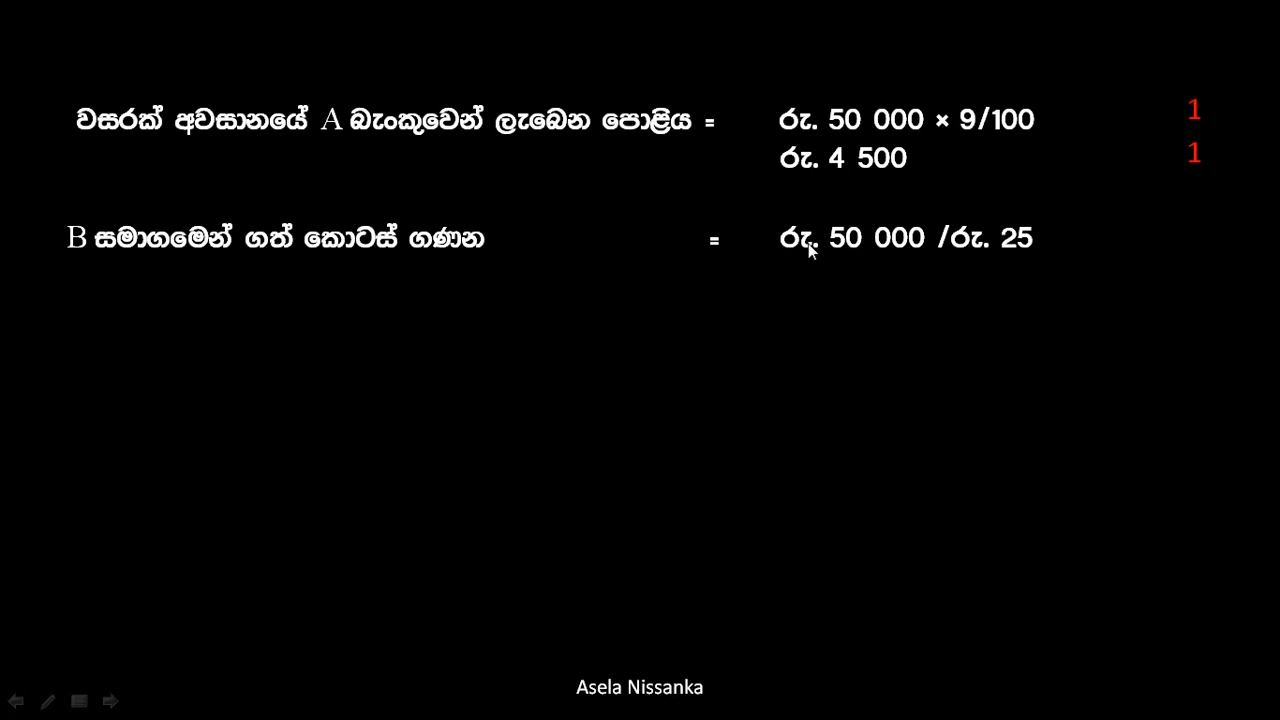 වසරක් අවසානයේ A බැංකුවෙන් ලැබෙන පොළිය = රු. 50 000 × 9/100 1
රු. 4 500 1
B සමාගමෙන් ගත් කොටස් ගණන = රු. 50 000 /රු. 25
Asela Nissanka